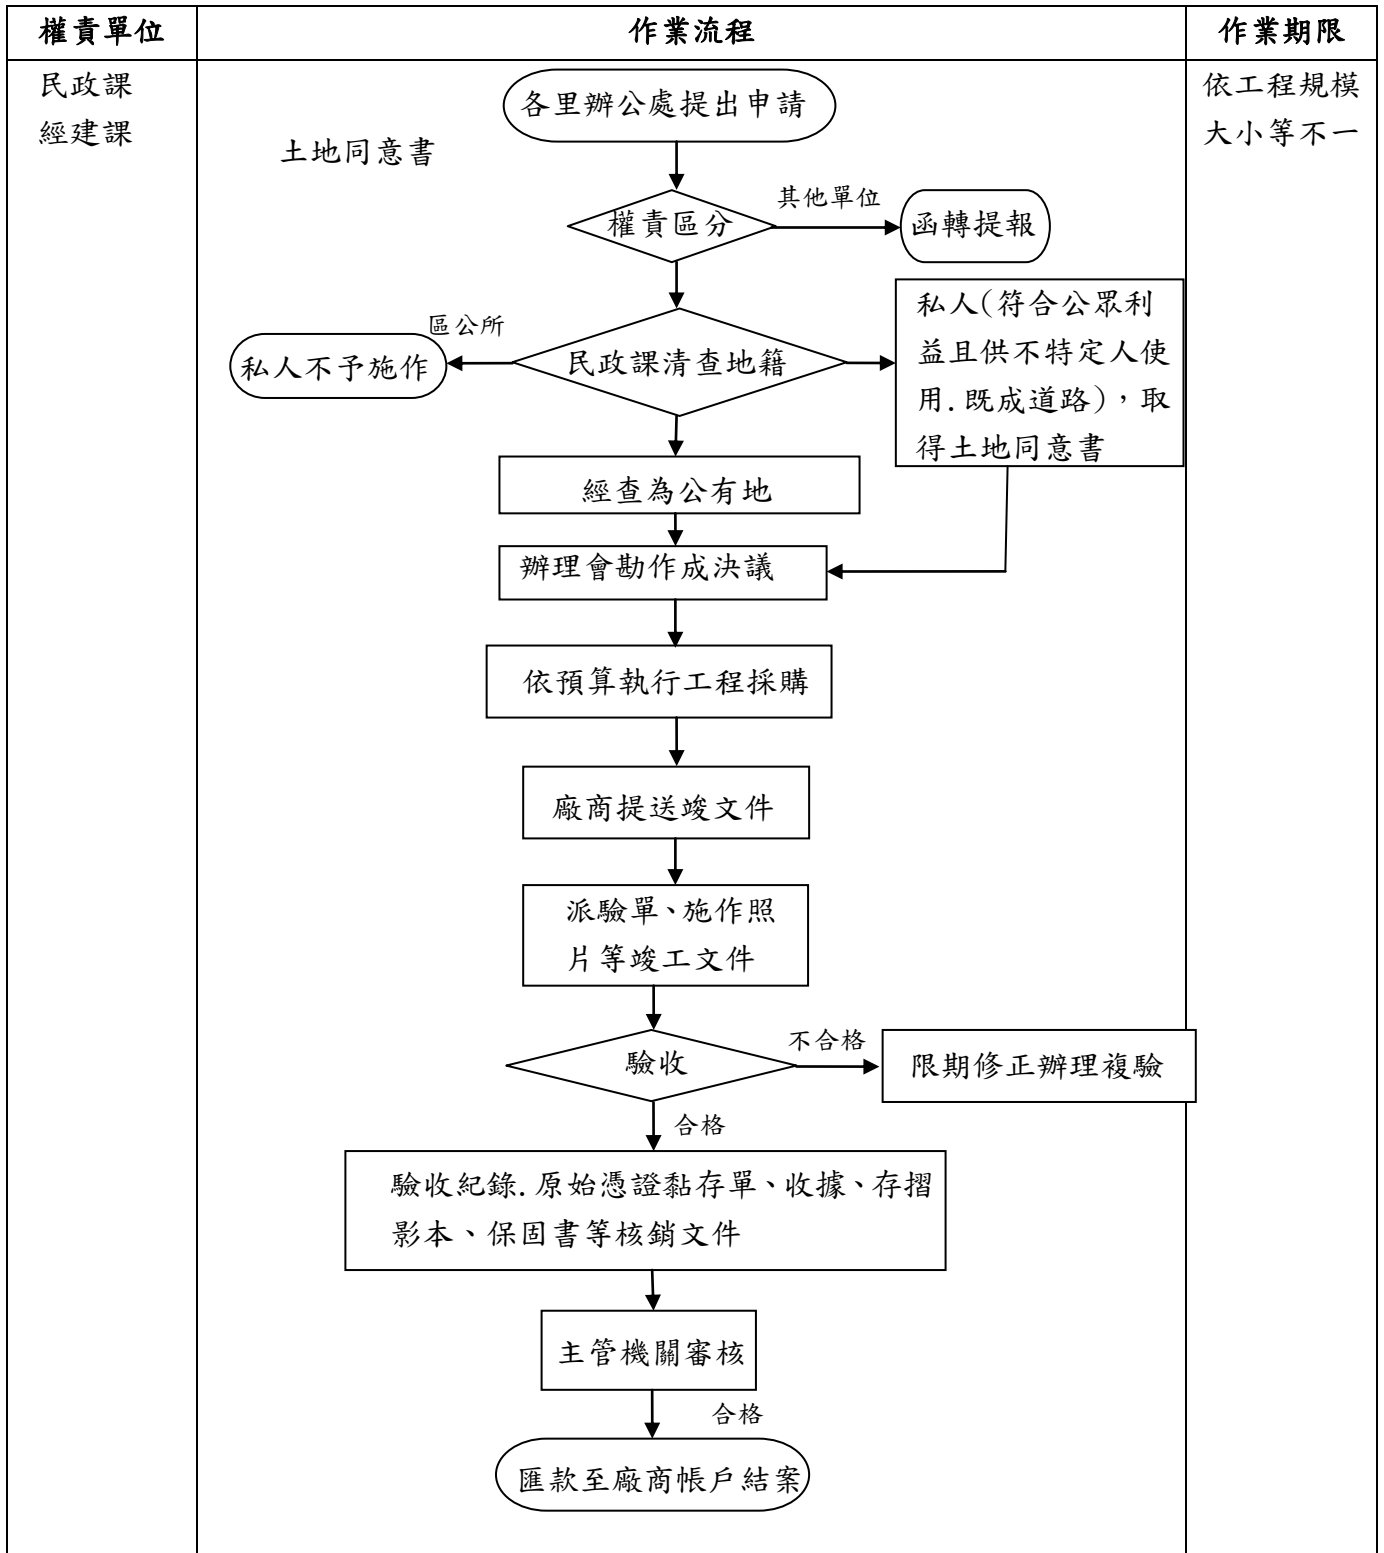 權責單位
作業流程
作業期限
民政課
經建課
依工程規模
大小等不一
各里辦公處提出申請
土地同意書
權責區分
其他單位
函轉提報
區公所
私人不予施作
民政課清查地籍
私人(符合公眾利
益且供不特定人使
用.既成道路),取
得土地同意書
經查為公有地
辦理會勘作成決議
依預算執行工程採購
廠商提送竣文件
派驗單、施作照
片等竣工文件
驗收
不合格
限期修正辦理複驗
合格
驗收紀錄.原始憑證黏存單、收據、存摺
影本、保固書等核銷文件
主管機關審核
合格
匯款至廠商帳戶結案